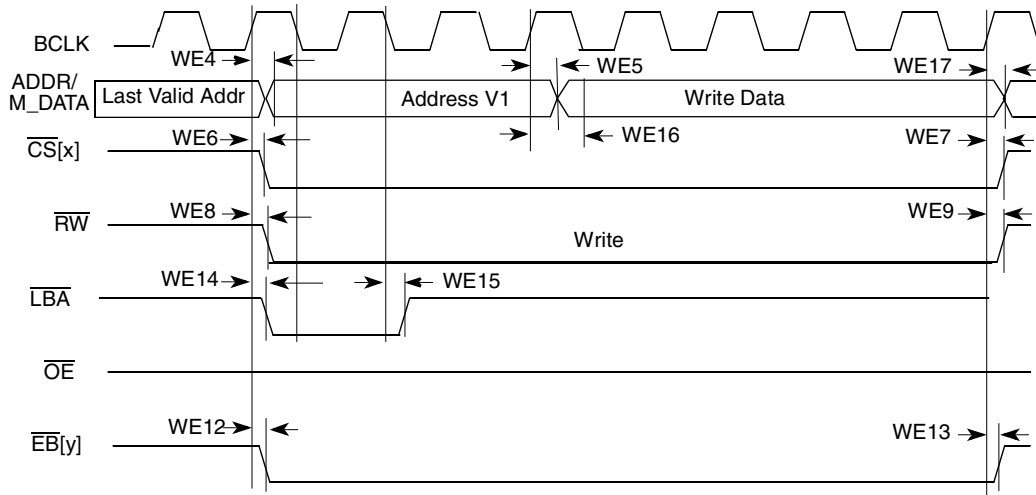 BCLK
WE4
WE5
WE17
ADDR/
M_DATA
Last Valid Addr
Address V1
Write Data
WE6
WE16
WE7
CS[x]
WE8
WE9
RW
Write
WE14
WE15
LBA
OE
WE12
WE13
EB[y]